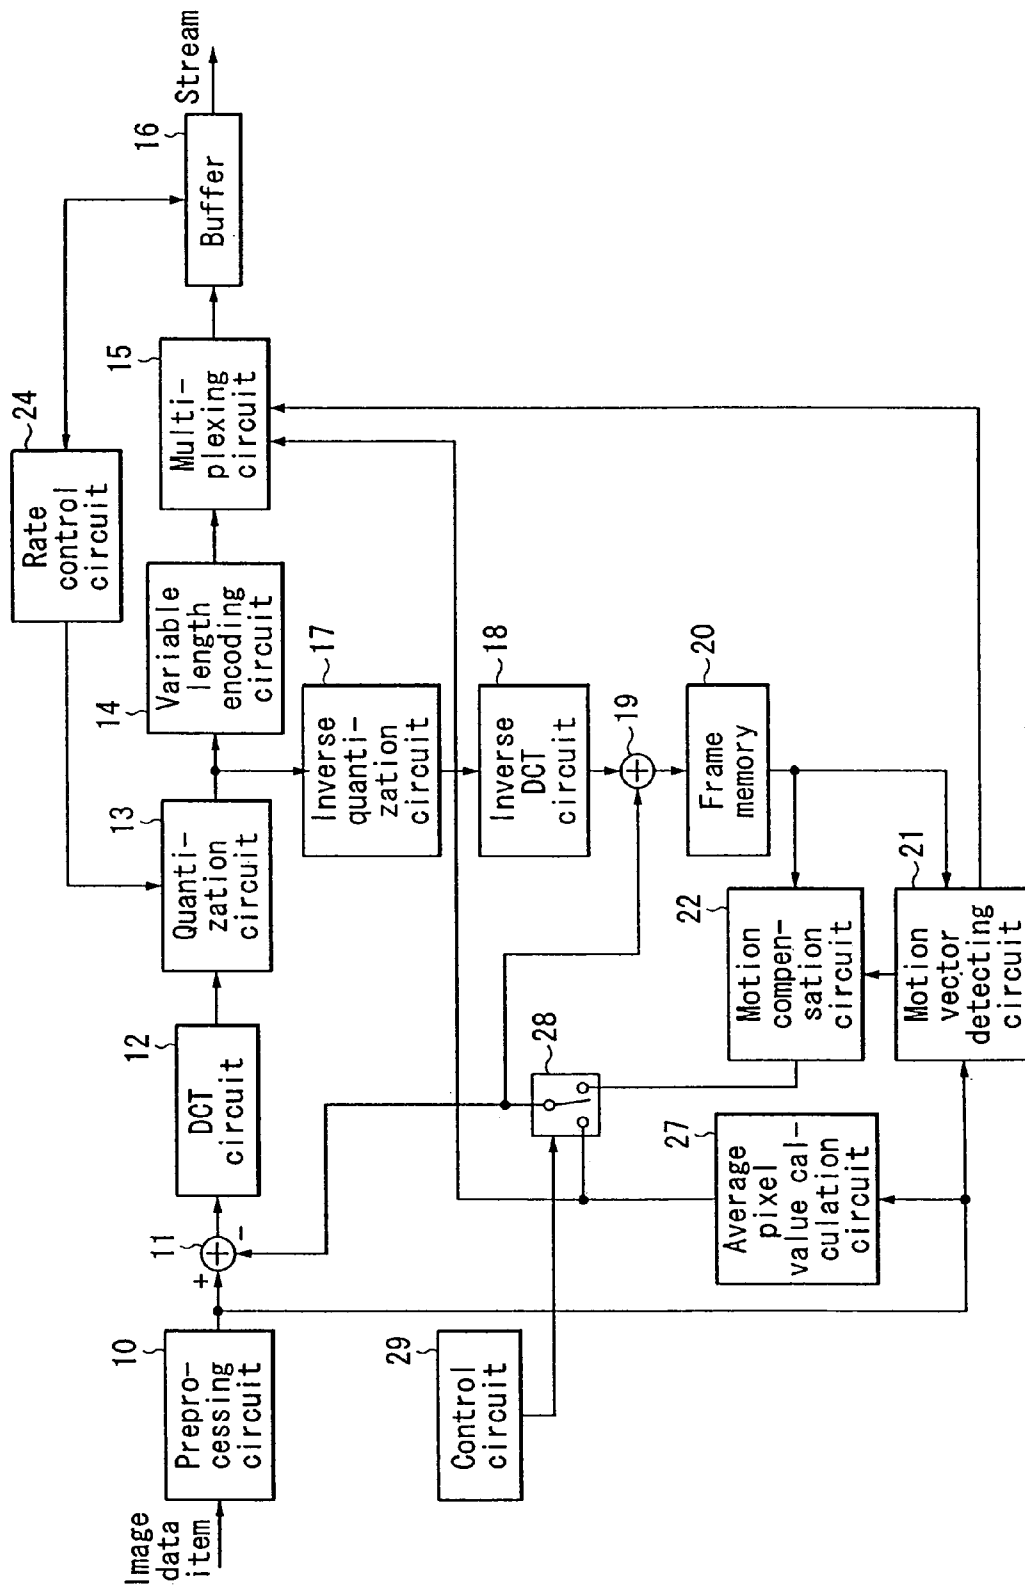 Image
data
item
10
Prepro-
cessing
circuit
11
+
-
12
DCT
circuit
13
Quanti-
zation
circuit
14
Variable
length
encoding
circuit
15
Multi-
plexing
circuit
16
Buffer
Stream
24
Rate
control
circuit
17
Inverse
quanti-
zation
circuit
18
Inverse
DCT
circuit
19
20
Frame
memory
29
Control
circuit
28
27
Average
pixel
value cal-
culation
circuit
22
Motion
compen-
sation
circuit
21
Motion
vector
detecting
circuit